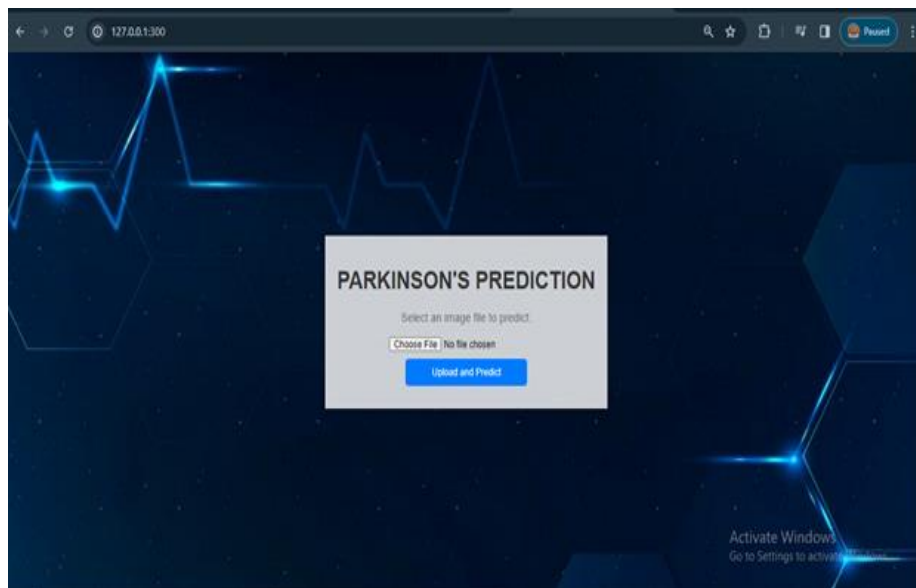 127.0.0.1:300
Paused
PARKINSON'S PREDICTION
Select an image file to predict.
Choose File No file chosen
Upload and Predict
Activate Windows
Go to Settings to activate Windows.